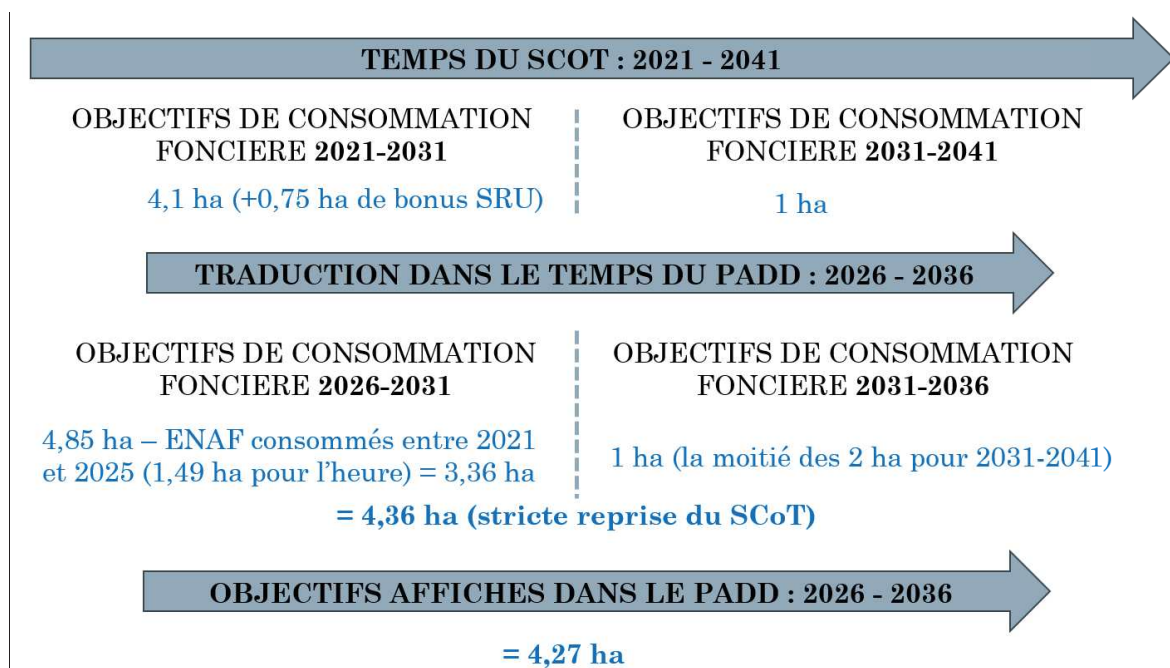 TEMPS DU SCOT : 2021 - 2041
OBJECTIFS DE CONSOMMATION
FONCIERE 2021-2031
4,1 ha (+0,75 ha de bonus SRU)
OBJECTIFS DE CONSOMMATION
FONCIERE 2031-2041
1 ha
TRADUCTION DANS LE TEMPS DU PADD : 2026 - 2036
OBJECTIFS DE CONSOMMATION
FONCIERE 2026-2031
4,85 ha – ENAF consommés entre 2021
et 2025 (1,49 ha pour l’heure) = 3,36 ha
OBJECTIFS DE CONSOMMATION
FONCIERE 2031-2036
1 ha (la moitié des 2 ha pour 2031-2041)
= 4,36 ha (stricte reprise du SCoT)
OBJECTIFS AFFICHES DANS LE PADD : 2026 - 2036
= 4,27 ha